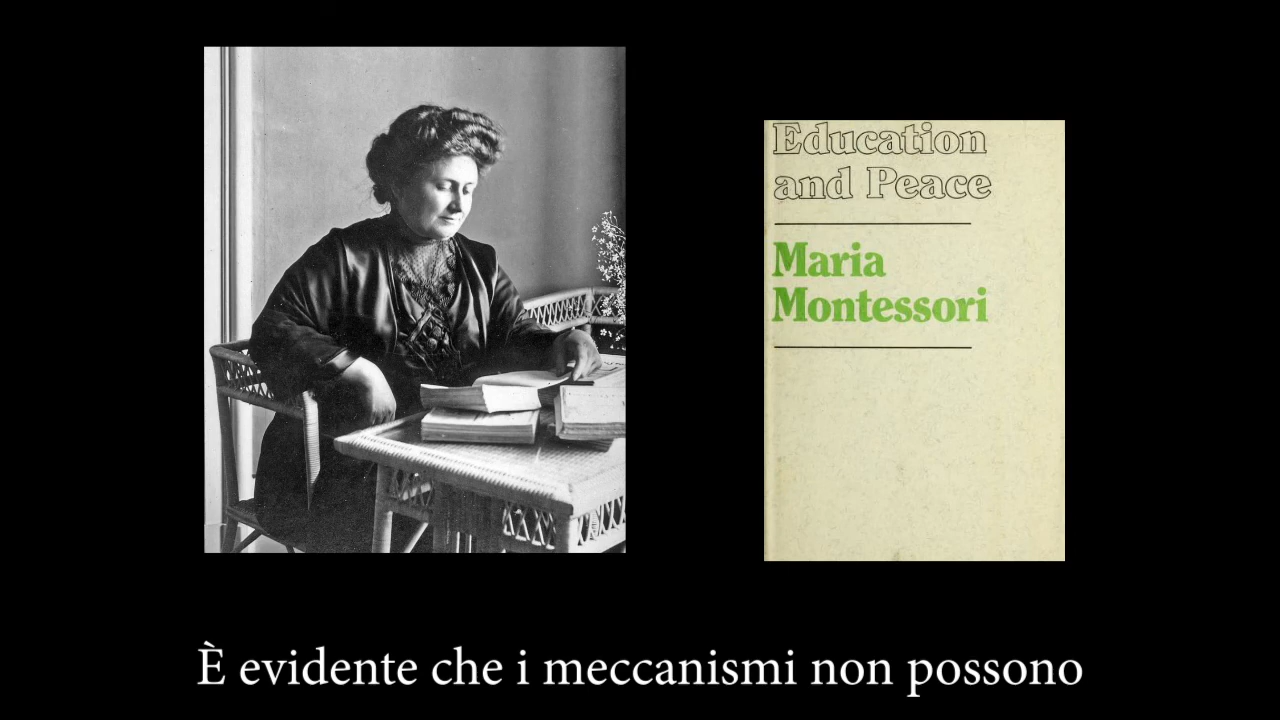 Education
and Peace
Maria
Montessori
È evidente che i meccanismi non possono